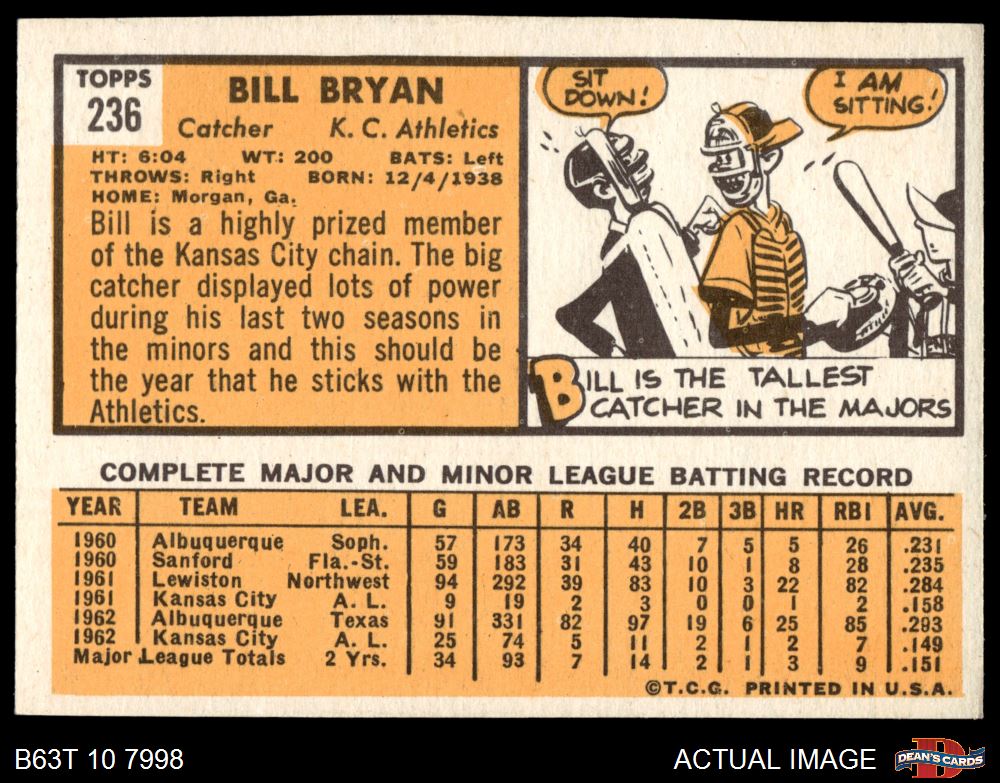 TOPPS
236
BILL BRYAN
Catcher K. C. Athletics
HT: 6:04 WT: 200 BATS: Left
THROWS: Right BORN: 12/4/1938
HOME: Morgan, Ga.
Bill is a highly prized member
of the Kansas City chain. The big
catcher displayed lots of power
during his last two seasons in
the minors and this should be
the year that he sticks with the
Athletics.
SIT
DOWN!
I AM
SITTING!
BILL IS THE TALLEST
CATCHER IN THE MAJORS
COMPLETE MAJOR AND MINOR LEAGUE BATTING RECORD
YEAR TEAM LEA. G AB R H 2B 3B HR RBI AVG.
1960 Albuquerque Soph. 57 173 34 40 7 5 5 26 .231
1960 Sanford Fla.-St. 59 183 31 43 10 1 8 28 .235
1961 Lewiston Northwest 94 292 39 83 10 3 22 82 .284
1961 Kansas City A. L. 9 19 2 3 0 0 1 2 .158
1962 Albuquerque Texas 91 331 82 97 19 6 25 85 .293
1962 Kansas City A. L. 25 74 5 11 2 1 2 7 .149
Major League Totals 2 Yrs. 34 93 7 14 2 1 3 9 .151
©T.C.G. PRINTED IN U.S.A.
B63T 10 7998
ACTUAL IMAGE
DEAN'S CARDS